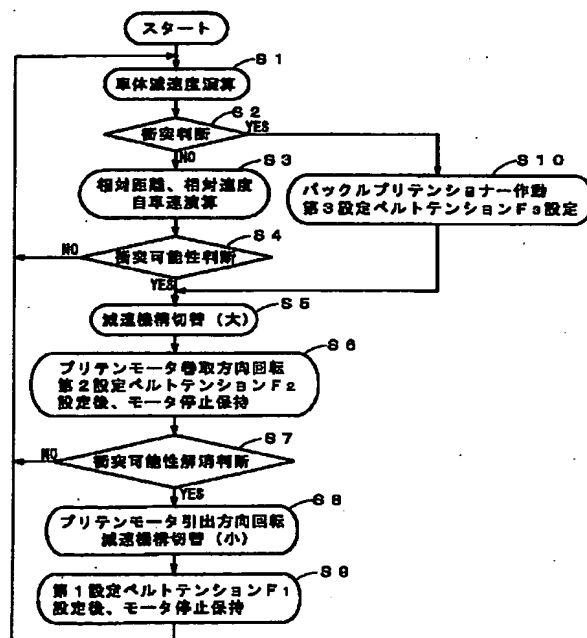 スタート
S1
車体減速度演算
S2
衝突判断
YES
NO
S3
相対距離、相対速度
自車速演算
S10
バックルプリテンショナー作動
第3設定ベルトテンションF3設定
S4
衝突可能性判断
NO
YES
S5
減速機構切替(大)
S6
プリテンモータ巻取方向回転
第2設定ベルトテンションF2
設定後、モータ停止保持
S7
衝突可能性解消判断
NO
YES
S8
プリテンモータ引出方向回転
減速機構切替(小)
S9
第1設定ベルトテンションF1
設定後、モータ停止保持